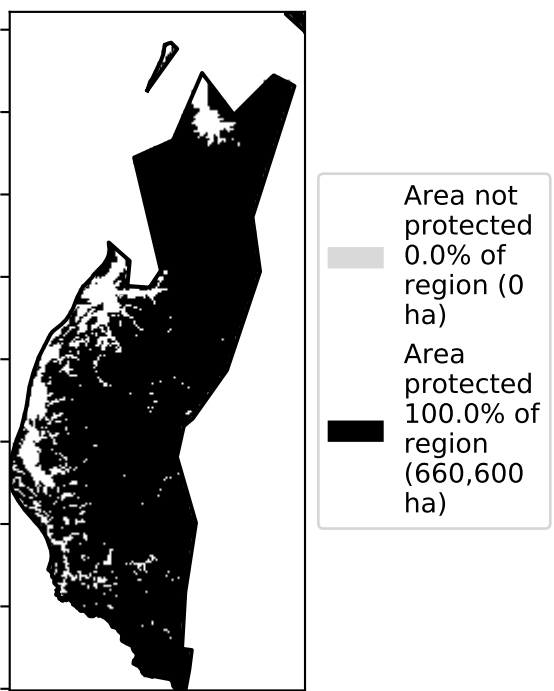 Area not
protected
0.0% of
region (0
ha)
Area
protected
100.0% of
region
(660,600
ha)